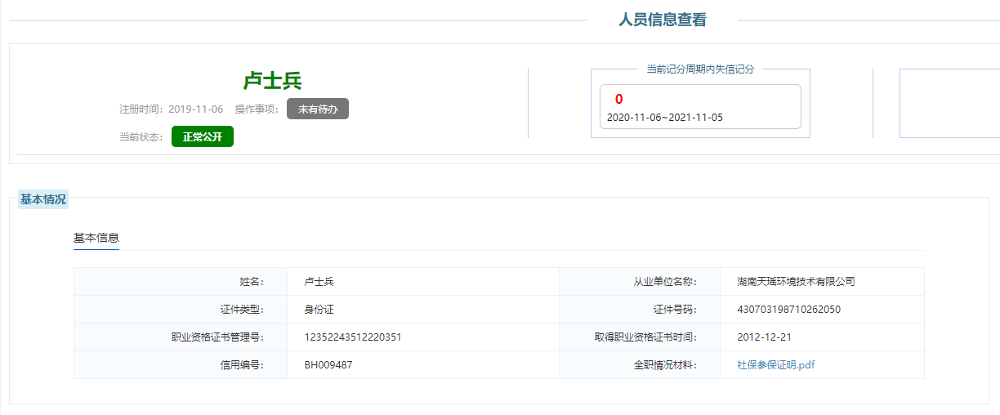 人员信息查看
卢士兵
注册时间：2019-11-06 操作事项： 未有待办
当前状态： 正常公开
当前记分周期内失信记分
0
2020-11-06~2021-11-05
基本情况
基本信息
姓名： 卢士兵 从业单位名称： 湖南天瑶环境技术有限公司
证件类型： 身份证 证件号码： 430703198710262050
职业资格证书管理号： 12352243512220351 取得职业资格证书时间： 2012-12-21
信用编号： BH009487 全职情况材料： 社保参保证明.pdf